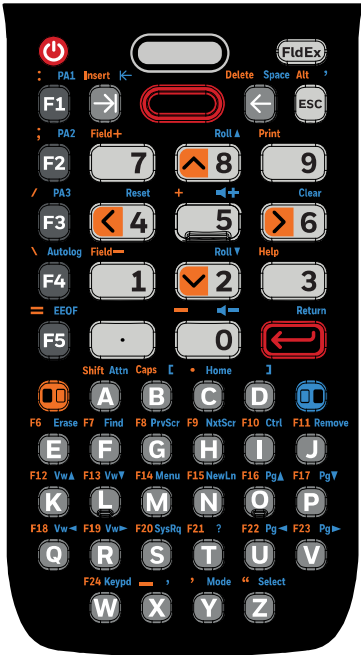 FldEx
: PA1 Insert Delete Space Alt '
F1 ESC
; PA2 Field+ Roll▲ Print
F2 7 8 9
/ PA3 Reset + + Clear
F3 4 5 6
\ Autolog Field− Roll▼ Help
F4 1 2 3
= EEOF − − Return
F5 . 0
Shift Attn Caps [ • Home ]
A B C D
F6 Erase F7 Find F8 PrvScr F9 NxtScr F10 Ctrl F11 Remove
E F G H I J
F12 Vw▲ F13 Vw▼ F14 Menu F15 NewLn F16 Pg▲ F17 Pg▼
K L M N O P
F18 Vw◄ F19 Vw► F20 SysRq F21 ? F22 Pg◄ F23 Pg►
Q R S T U V
F24 Keypd _ , ' Mode “ Select
W X Y Z